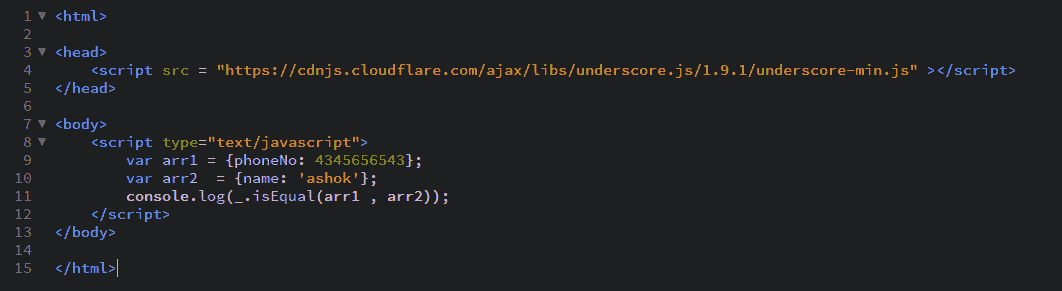 1 <html>
2
3 <head>
4     <script src = "https://cdnjs.cloudflare.com/ajax/libs/underscore.js/1.9.1/underscore-min.js" ></script>
5 </head>
6
7 <body>
8     <script type="text/javascript">
9         var arr1 = {phoneNo: 4345656543};
10         var arr2  = {name: 'ashok'};
11         console.log(_.isEqual(arr1 , arr2));
12     </script>
13 </body>
14
15 </html>